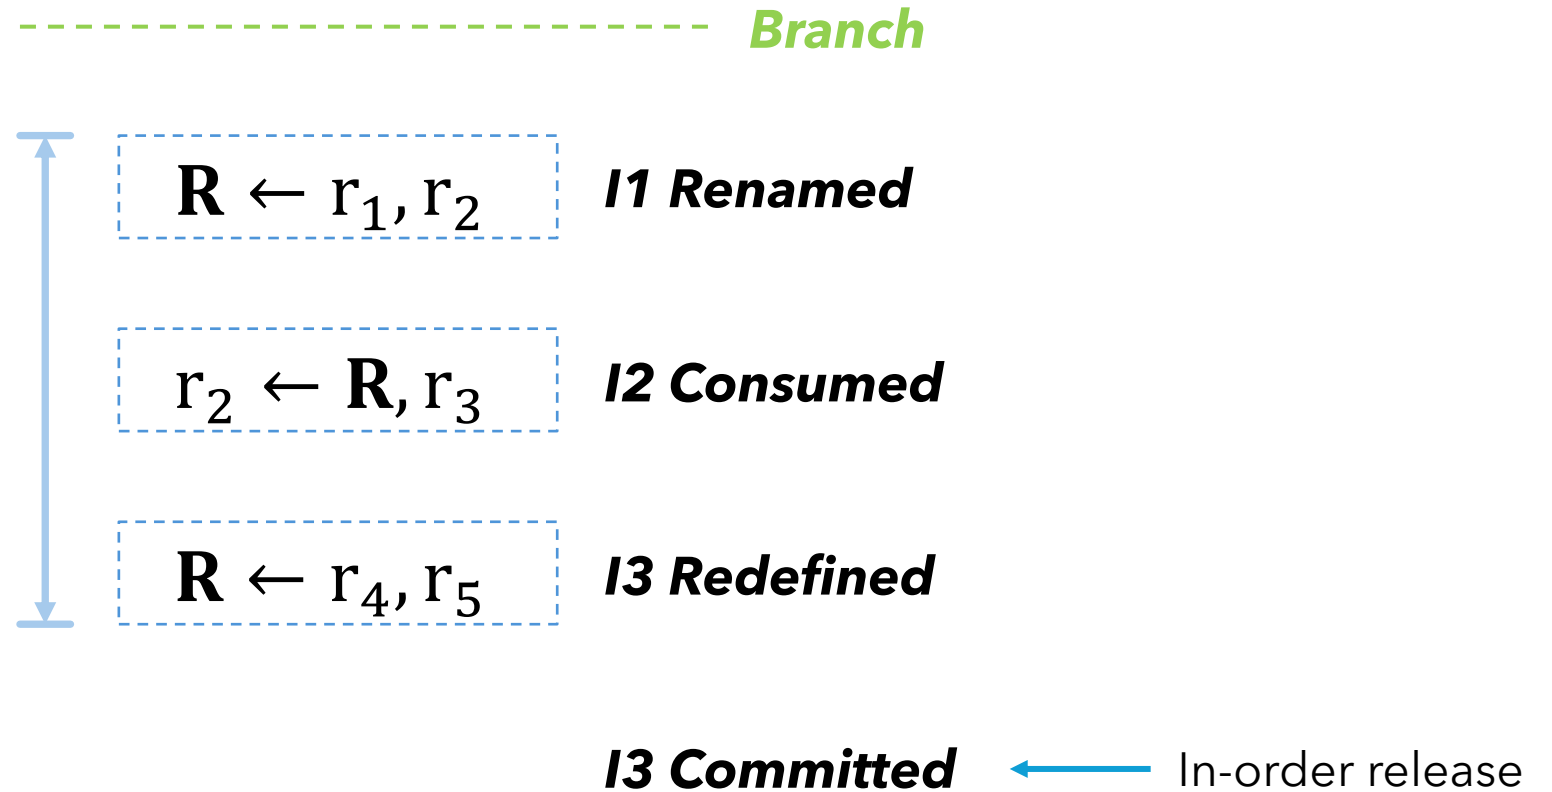 Branch
R ← r₁, r₂ I1 Renamed
r₂ ← R, r₃ I2 Consumed
R ← r₄, r₅ I3 Redefined
I3 Committed In-order release